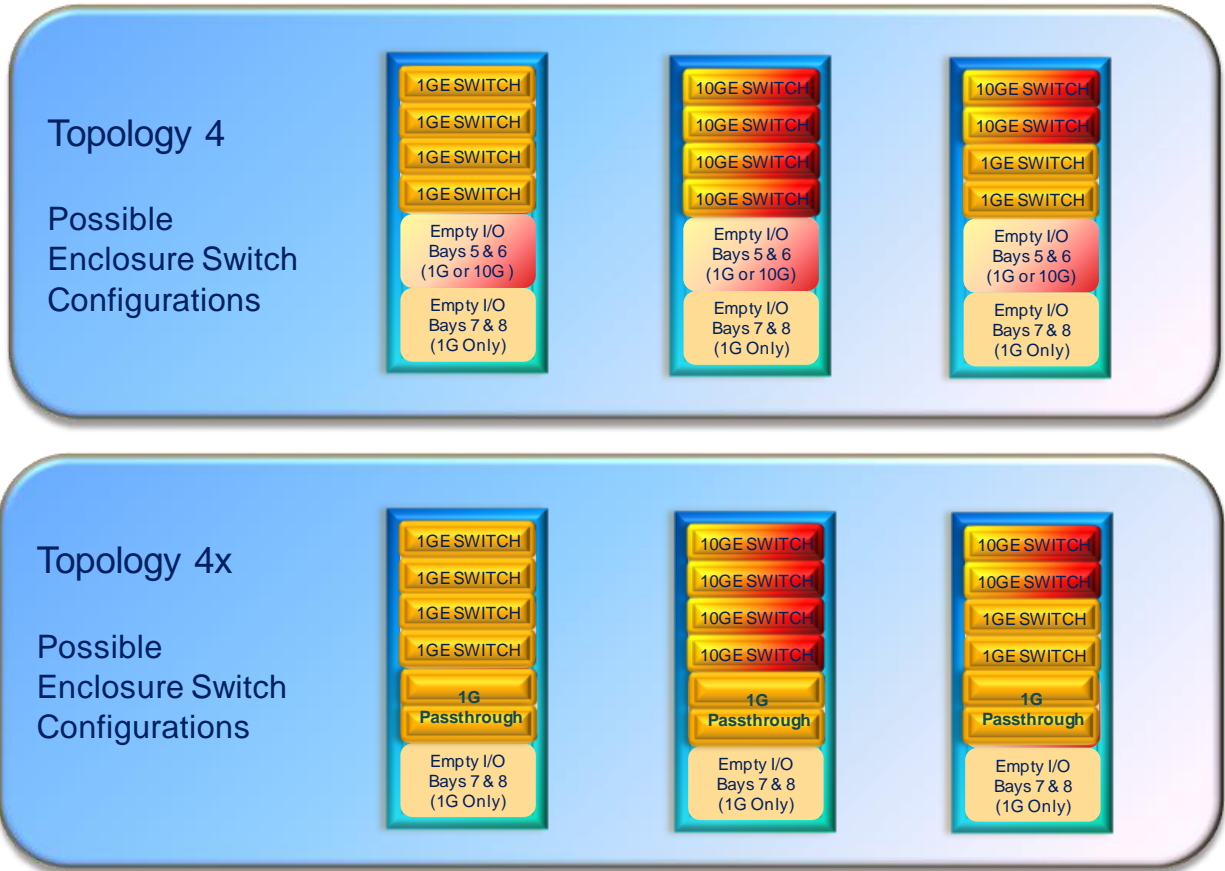 Topology 4
Possible
Enclosure Switch
Configurations
1GE SWITCH
1GE SWITCH
1GE SWITCH
1GE SWITCH
Empty I/O
Bays 5 & 6
(1G or 10G )
Empty I/O
Bays 7 & 8
(1G Only)
10GE SWITCH
10GE SWITCH
10GE SWITCH
10GE SWITCH
Empty I/O
Bays 5 & 6
(1G or 10G)
Empty I/O
Bays 7 & 8
(1G Only)
10GE SWITCH
10GE SWITCH
1GE SWITCH
1GE SWITCH
Empty I/O
Bays 5 & 6
(1G or 10G)
Empty I/O
Bays 7 & 8
(1G Only)
Topology 4x
Possible
Enclosure Switch
Configurations
1GE SWITCH
1GE SWITCH
1GE SWITCH
1GE SWITCH
1G
Passthrough
Empty I/O
Bays 7 & 8
(1G Only)
10GE SWITCH
10GE SWITCH
10GE SWITCH
10GE SWITCH
1G
Passthrough
Empty I/O
Bays 7 & 8
(1G Only)
10GE SWITCH
10GE SWITCH
1GE SWITCH
1GE SWITCH
1G
Passthrough
Empty I/O
Bays 7 & 8
(1G Only)